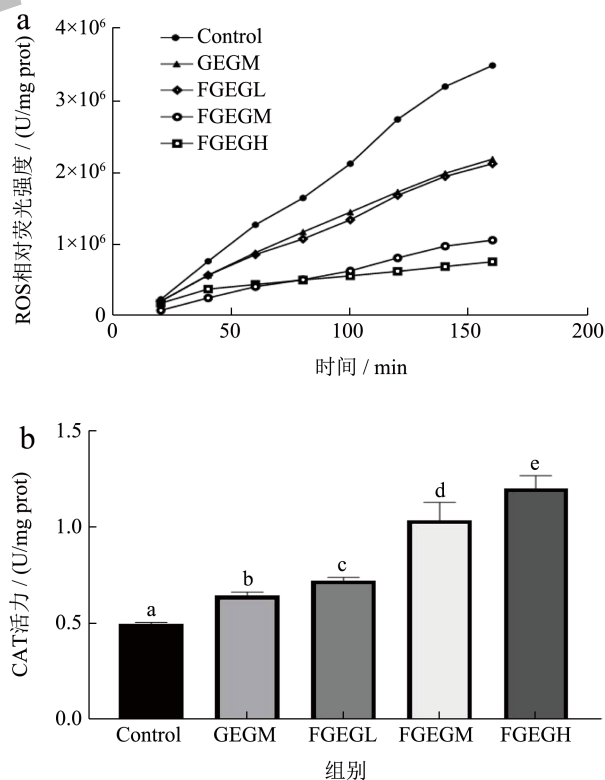 a
ROS相对荧光强度 / (U/mg prot)
4×10⁶
3×10⁶
2×10⁶
1×10⁶
0
Control
GEGM
FGEGL
FGEGM
FGEGH
0 50 100 150 200
时间 / min
b
CAT活力 / (U/mg prot)
1.5
1.0
0.5
0.0
a b c d e
Control GEGM FGEGL FGEGM FGEGH
组别